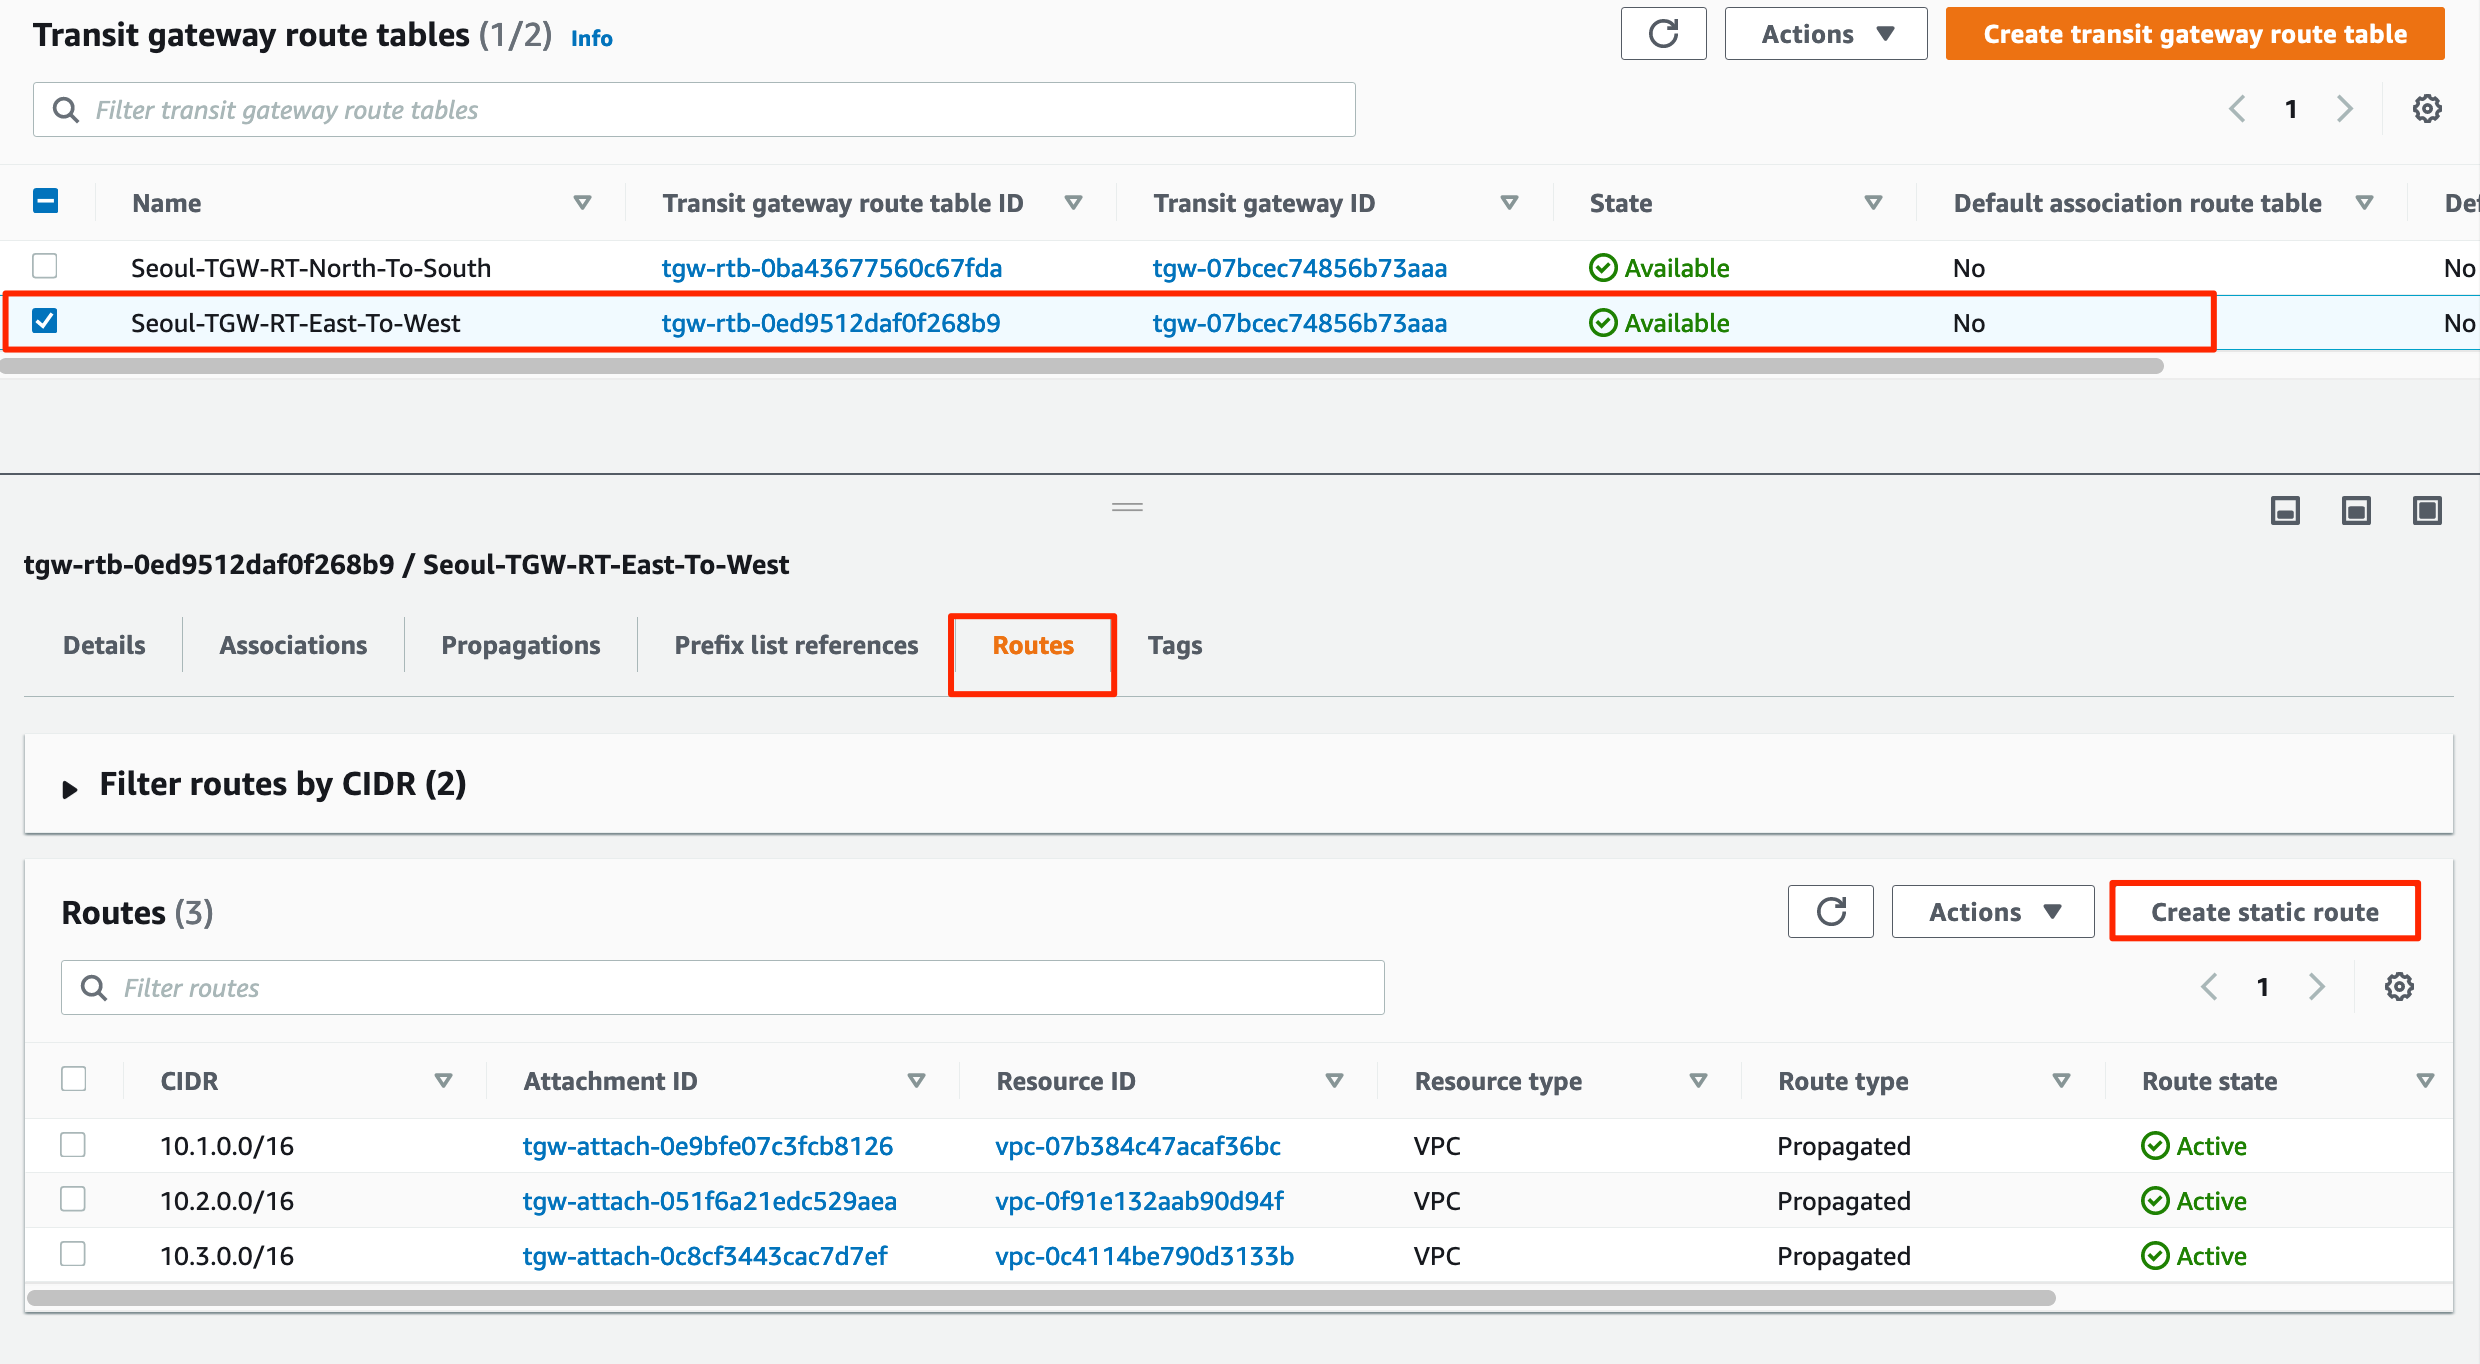 Transit gateway route tables (1/2) Info
Actions
Create transit gateway route table
Filter transit gateway route tables
1
Name Transit gateway route table ID Transit gateway ID State Default association route table
Seoul-TGW-RT-North-To-South tgw-rtb-0ba43677560c67fda tgw-07bcec74856b73aaa Available No No
Seoul-TGW-RT-East-To-West tgw-rtb-0ed9512daf0f268b9 tgw-07bcec74856b73aaa Available No No
tgw-rtb-0ed9512daf0f268b9 / Seoul-TGW-RT-East-To-West
Details Associations Propagations Prefix list references Routes Tags
Filter routes by CIDR (2)
Routes (3)
Actions
Create static route
Filter routes
1
CIDR Attachment ID Resource ID Resource type Route type Route state
10.1.0.0/16 tgw-attach-0e9bfe07c3fcb8126 vpc-07b384c47acaf36bc VPC Propagated Active
10.2.0.0/16 tgw-attach-051f6a21edc529aea vpc-0f91e132aab90d94f VPC Propagated Active
10.3.0.0/16 tgw-attach-0c8cf3443cac7d7ef vpc-0c4114be790d3133b VPC Propagated Active